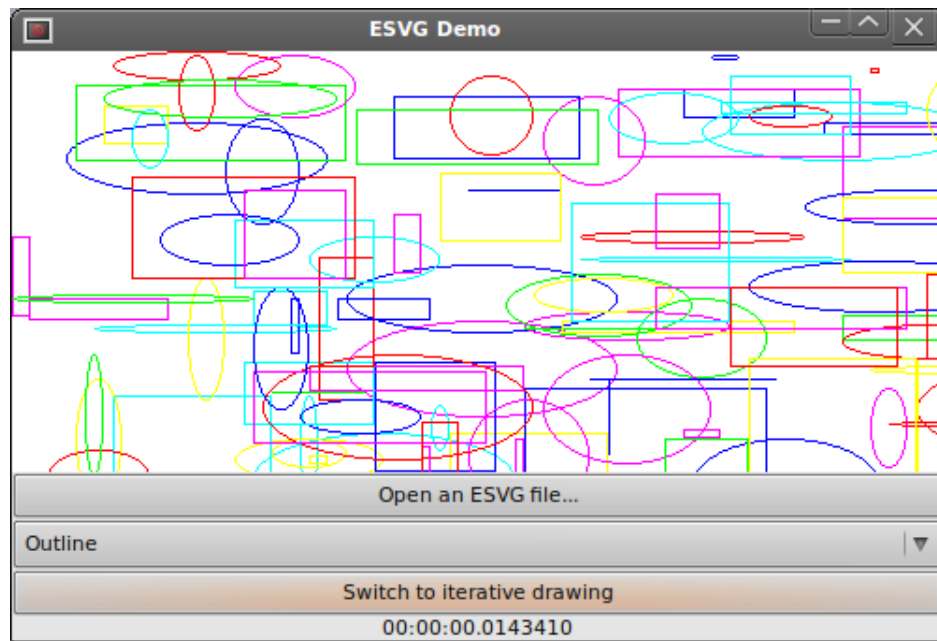 ESVG Demo
Open an ESVG file...
Outline
Switch to iterative drawing
00:00:00.0143410